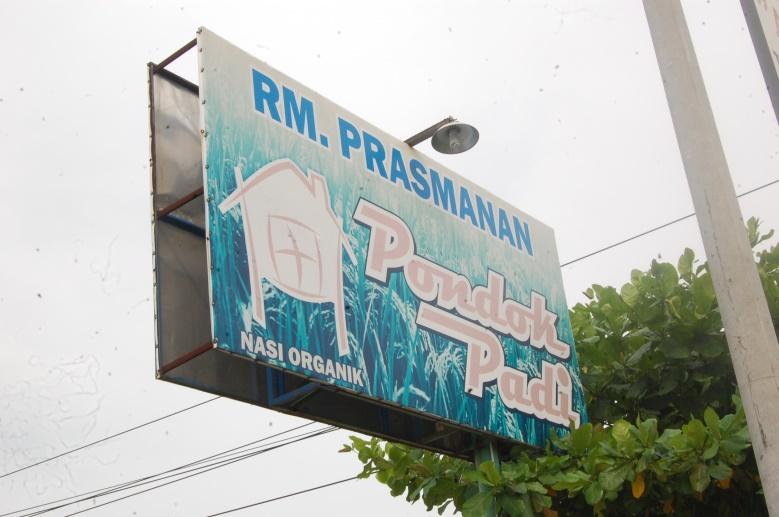 RM. PRASMANAN
Pondok
Padi
NASI ORGANIK